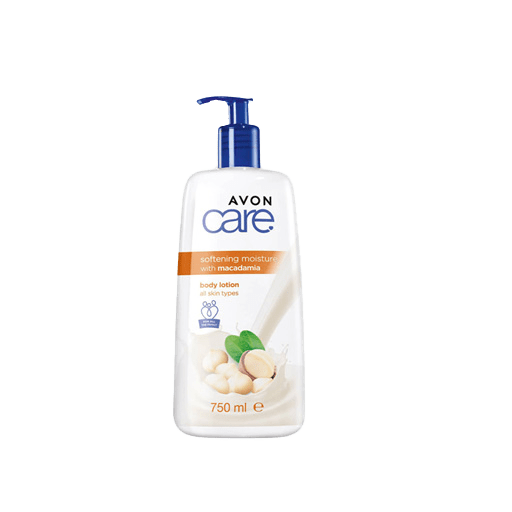 AVON
care
softening moisture
with macadamia
body lotion
all skin types
750 ml e